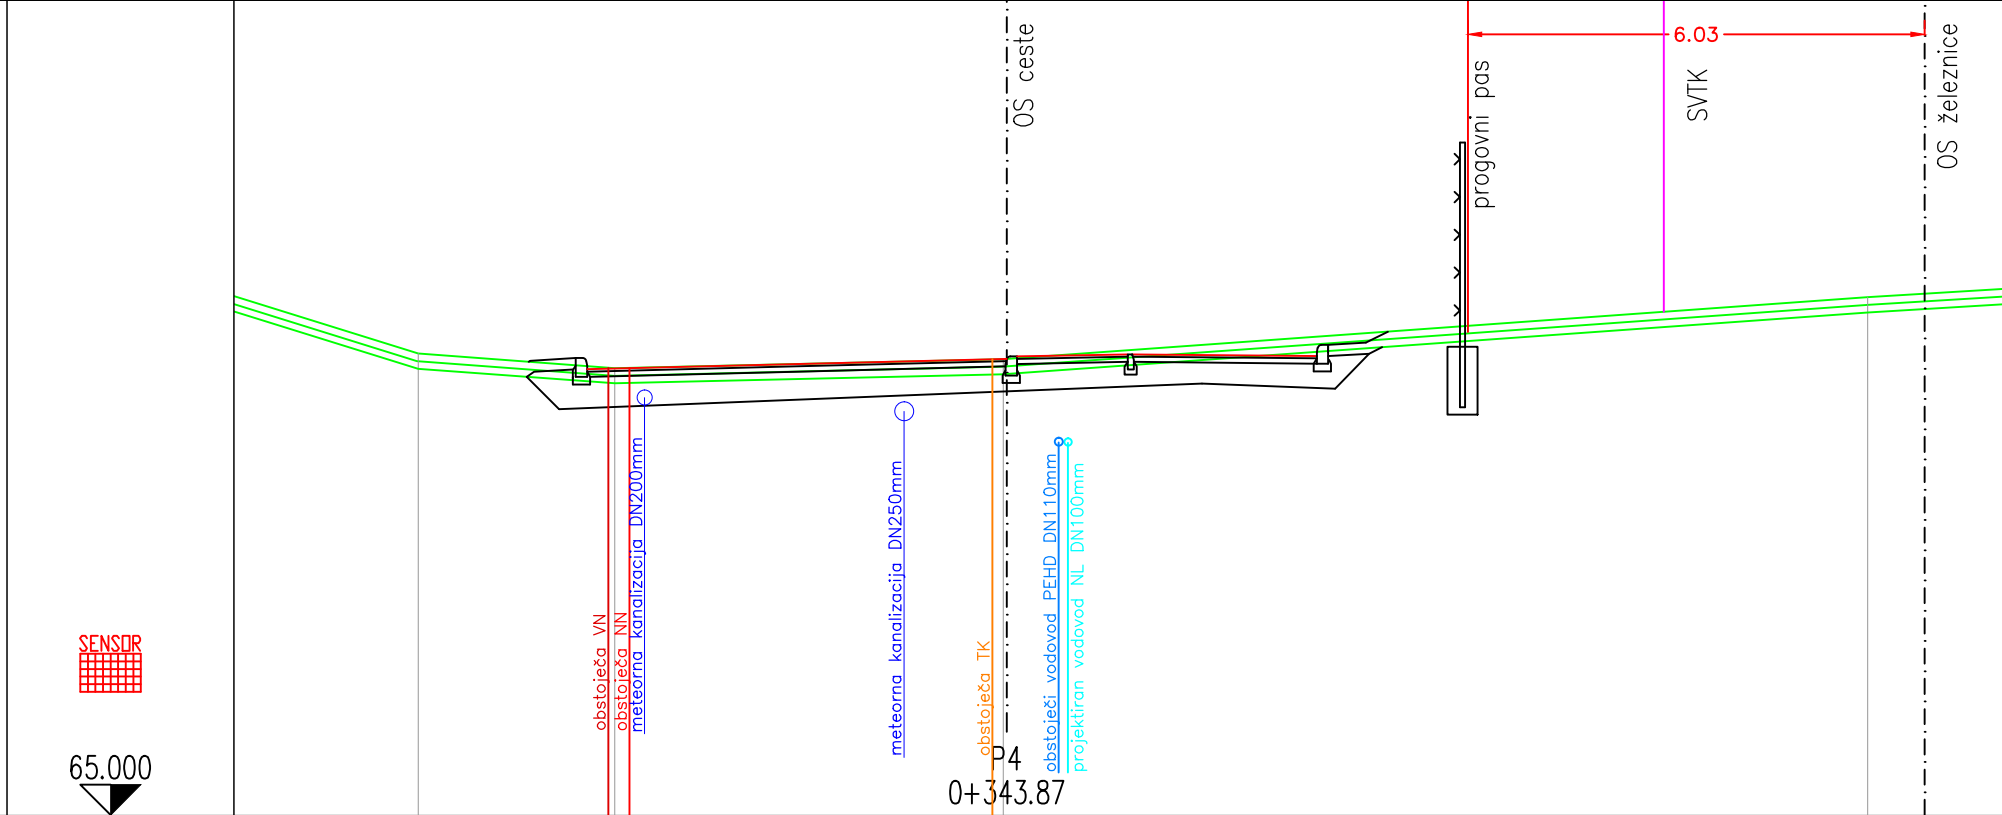 OS ceste
6.03
progovni pas
SVTK
OS železnice
SENSOR
65.000
obstoječa VN
obstoječa NN
meteorna kanalizacija DN200mm
meteorna kanalizacija DN250mm
obstoječa TK
obstoječi vodovod PEHD DN110mm
projektiran vodovod NL DN100mm
P4
0+343.87